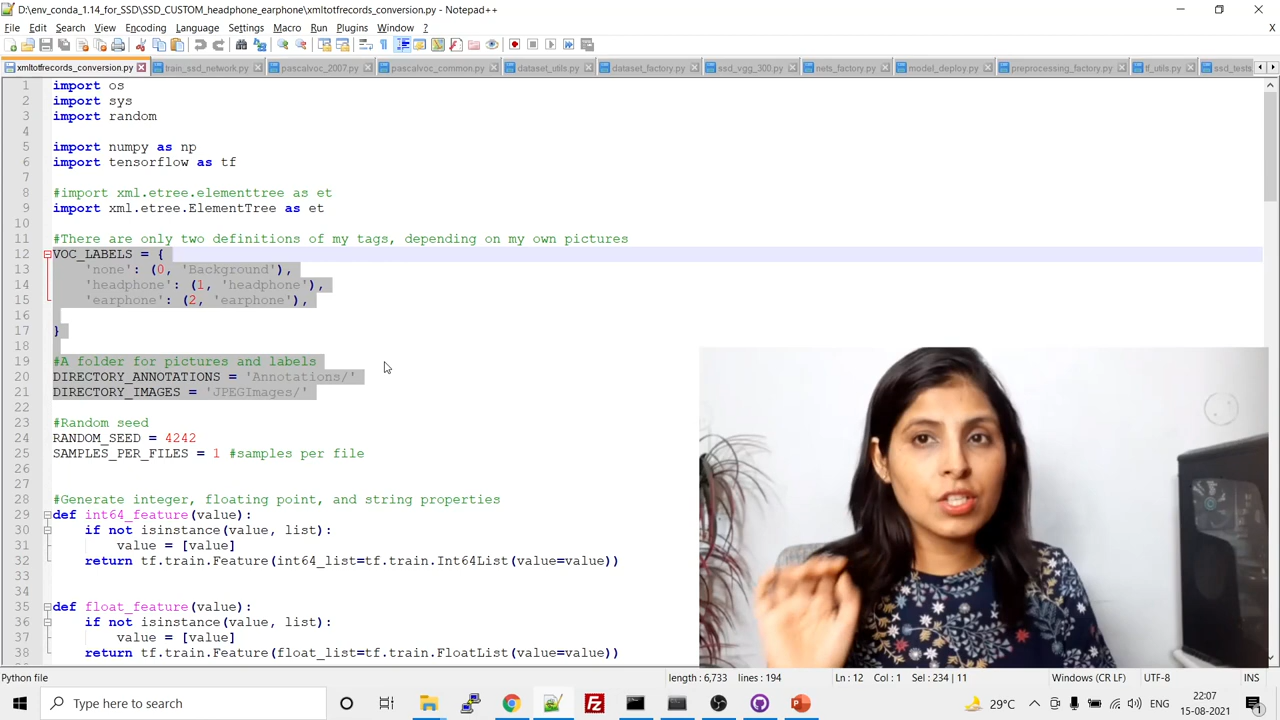 D:\env_conda_1.14_for_SSD\SSD_CUSTOM_headphone_earphone\xmltotfrecords_conversion.py - Notepad++
File Edit Search View Encoding Language Settings Macro Run Plugins Window ?
X
xmltotfrecords_conversion.py train_ssd_network.py pascalvoc_2007.py pascalvoc_common.py dataset_utils.py dataset_factory.py ssd_vgg_300.py nets_factory.py model_deploy.py preprocessing_factory.py tf_utils.py ssd_tests
1 import os
2 import sys
3 import random
4
5 import numpy as np
6 import tensorflow as tf
7
8 #import xml.etree.elementtree as et
9 import xml.etree.ElementTree as et
10
11 #There are only two definitions of my tags, depending on my own pictures
12 VOC_LABELS = {
13 'none': (0, 'Background'),
14 'headphone': (1, 'headphone'),
15 'earphone': (2, 'earphone'),
16
17 }
18
19 #A folder for pictures and labels
20 DIRECTORY_ANNOTATIONS = 'Annotations/'
21 DIRECTORY_IMAGES = 'JPEGImages/'
22
23 #Random seed
24 RANDOM_SEED = 4242
25 SAMPLES_PER_FILES = 1 #samples per file
26
27
28 #Generate integer, floating point, and string properties
29 def int64_feature(value):
30 if not isinstance(value, list):
31 value = [value]
32 return tf.train.Feature(int64_list=tf.train.Int64List(value=value))
33
34
35 def float_feature(value):
36 if not isinstance(value, list):
37 value = [value]
38 return tf.train.Feature(float_list=tf.train.FloatList(value=value))
Python file length : 6,733 lines : 194 Ln : 12 Col : 1 Sel : 234 | 11 Windows (CR LF) UTF-8 INS
Type here to search 29°C 22:07
15-08-2021